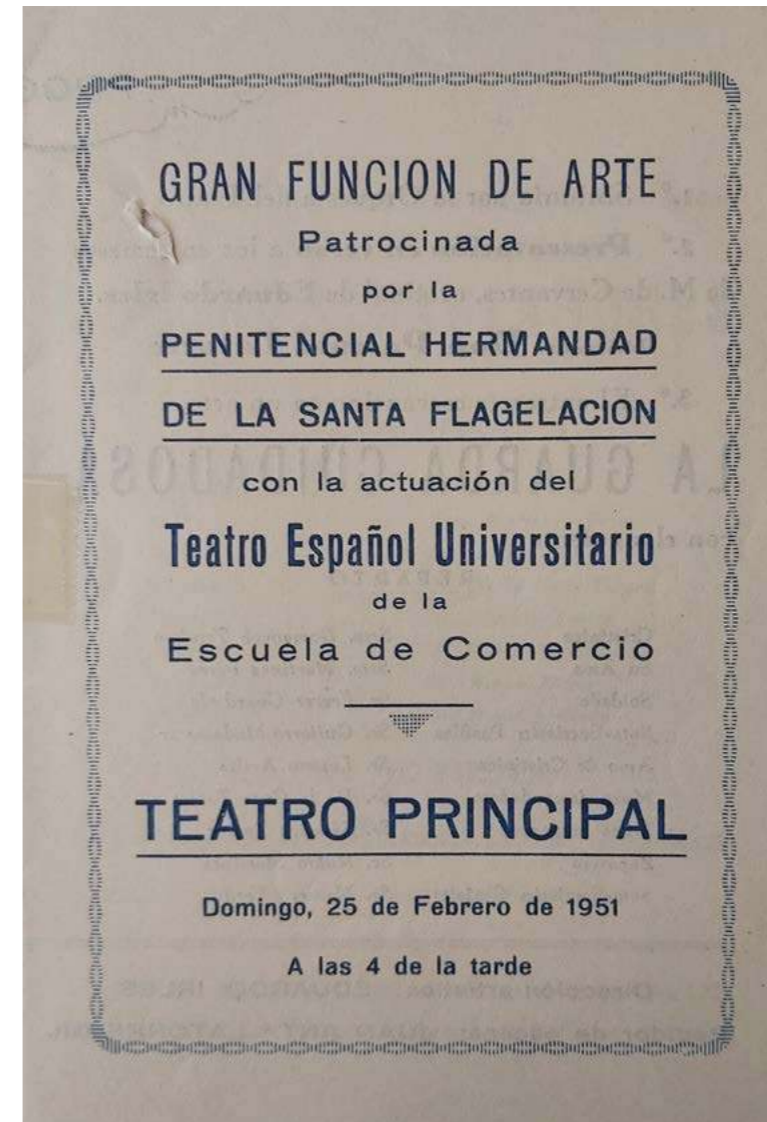 GRAN FUNCION DE ARTE
Patrocinada
por la
PENITENCIAL HERMANDAD
DE LA SANTA FLAGELACION
con la actuación del
Teatro Español Universitario
de la
Escuela de Comercio
TEATRO PRINCIPAL
Domingo, 25 de Febrero de 1951
A las 4 de la tarde